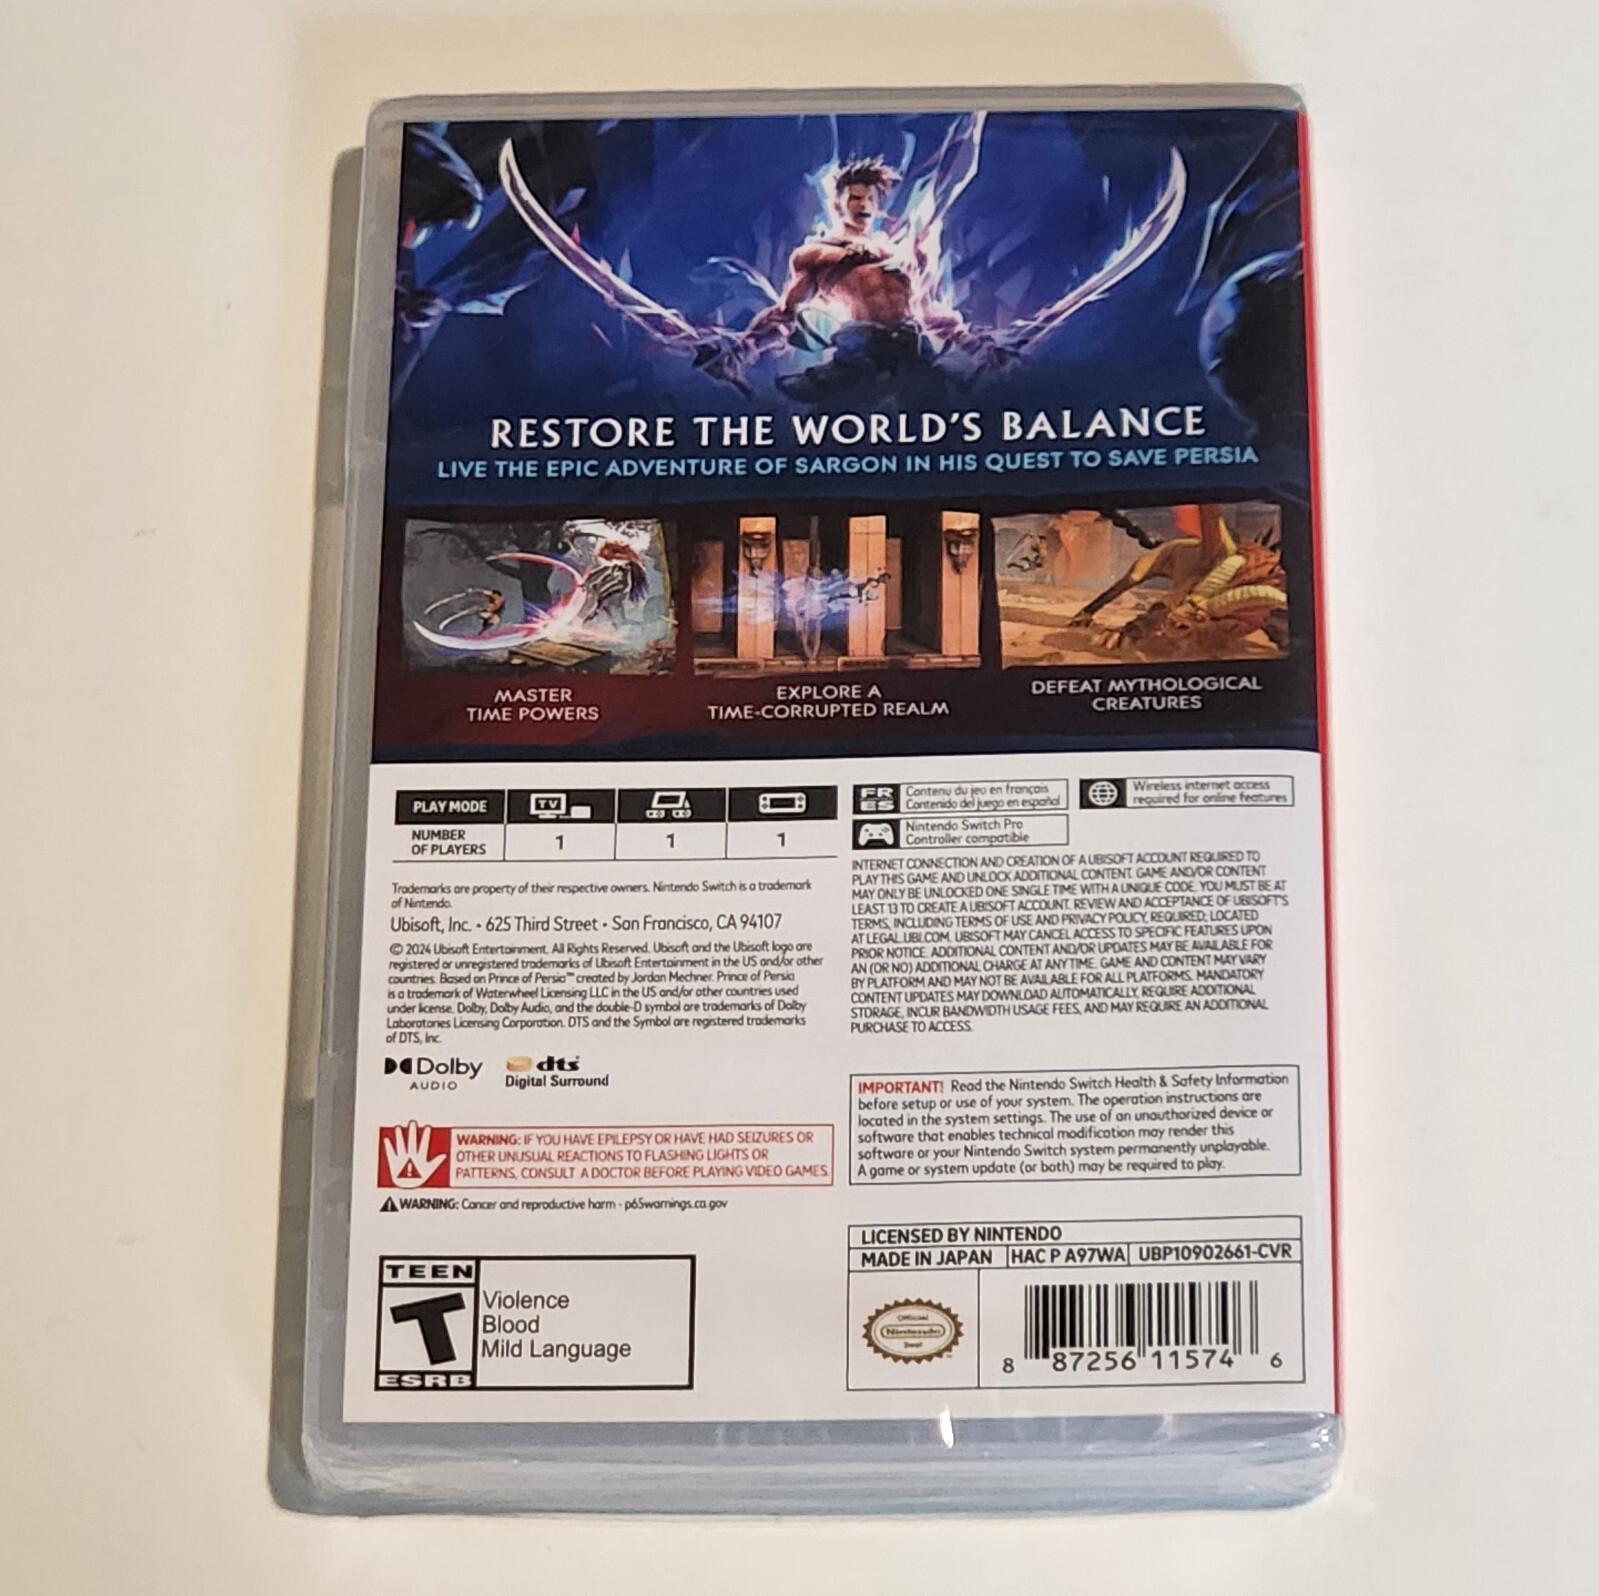 RESTORE THE WORLD'S BALANCE
LIVE THE EPIC ADVENTURE OF SARGON IN HIS QUEST TO SAVE PERSIA
MASTER
TIME POWERS
EXPLORE A
TIME-CORRUPTED REALM
DEFEAT MYTHOLOGICAL
CREATURES
PLAY MODE
TV
NUMBER
OF PLAYERS
1
1
1
Trademarks are property of their respective owners. Nintendo Switch is a trademark
of Nintendo.
Ubisoft, Inc. • 625 Third Street • San Francisco, CA 94107
© 2024 Ubisoft Entertainment. All Rights Reserved. Ubisoft and the Ubisoft logo are
registered or unregistered trademarks of Ubisoft Entertainment in the US and/or other
countries. Based on Prince of Persia™ created by Jordan Mechner. Prince of Persia
is a trademark of Waterwheel Licensing LLC in the US and/or other countries used
under license. Dolby, Dolby Audio, and the double-D symbol are trademarks of Dolby
Laboratories Licensing Corporation. DTS and the Symbol are registered trademarks
of DTS, Inc.
Dolby
AUDIO
dts
Digital Surround
WARNING: IF YOU HAVE EPILEPSY OR HAVE HAD SEIZURES OR
OTHER UNUSUAL REACTIONS TO FLASHING LIGHTS OR
PATTERNS, CONSULT A DOCTOR BEFORE PLAYING VIDEO GAMES.
WARNING: Cancer and reproductive harm - p65warnings.ca.gov
TEEN
T
ESRB
Violence
Blood
Mild Language
FR
ES
Contenu du jeu en français
Contenido del juego en español
Wireless internet access
required for online features
Nintendo Switch Pro
Controller compatible
INTERNET CONNECTION AND CREATION OF A UBISOFT ACCOUNT REQUIRED TO
PLAY THIS GAME AND UNLOCK ADDITIONAL CONTENT. GAME AND/OR CONTENT
MAY ONLY BE UNLOCKED ONE SINGLE TIME WITH A UNIQUE CODE. YOU MUST BE AT
LEAST 13 TO CREATE A UBISOFT ACCOUNT. REVIEW AND ACCEPTANCE OF UBISOFT'S
TERMS, INCLUDING TERMS OF USE AND PRIVACY POLICY, REQUIRED; LOCATED
AT LEGAL.UBI.COM. UBISOFT MAY CANCEL ACCESS TO SPECIFIC FEATURES UPON
PRIOR NOTICE. ADDITIONAL CONTENT AND/OR UPDATES MAY BE AVAILABLE FOR
AN (OR NO) ADDITIONAL CHARGE AT ANY TIME. GAME AND CONTENT MAY VARY
BY PLATFORM AND MAY NOT BE AVAILABLE FOR ALL PLATFORMS. MANDATORY
CONTENT UPDATES MAY DOWNLOAD AUTOMATICALLY, REQUIRE ADDITIONAL
STORAGE, INCUR BANDWIDTH USAGE FEES, AND MAY REQUIRE AN ADDITIONAL
PURCHASE TO ACCESS.
IMPORTANT! Read the Nintendo Switch Health & Safety Information
before setup or use of your system. The operation instructions are
located in the system settings. The use of an unauthorized device or
software that enables technical modification may render this
software or your Nintendo Switch system permanently unplayable.
A game or system update (or both) may be required to play.
LICENSED BY NINTENDO
MADE IN JAPAN HAC P A97WA UBP10902661-CVR
Official
Nintendo
Seal
8 87256 11574 6